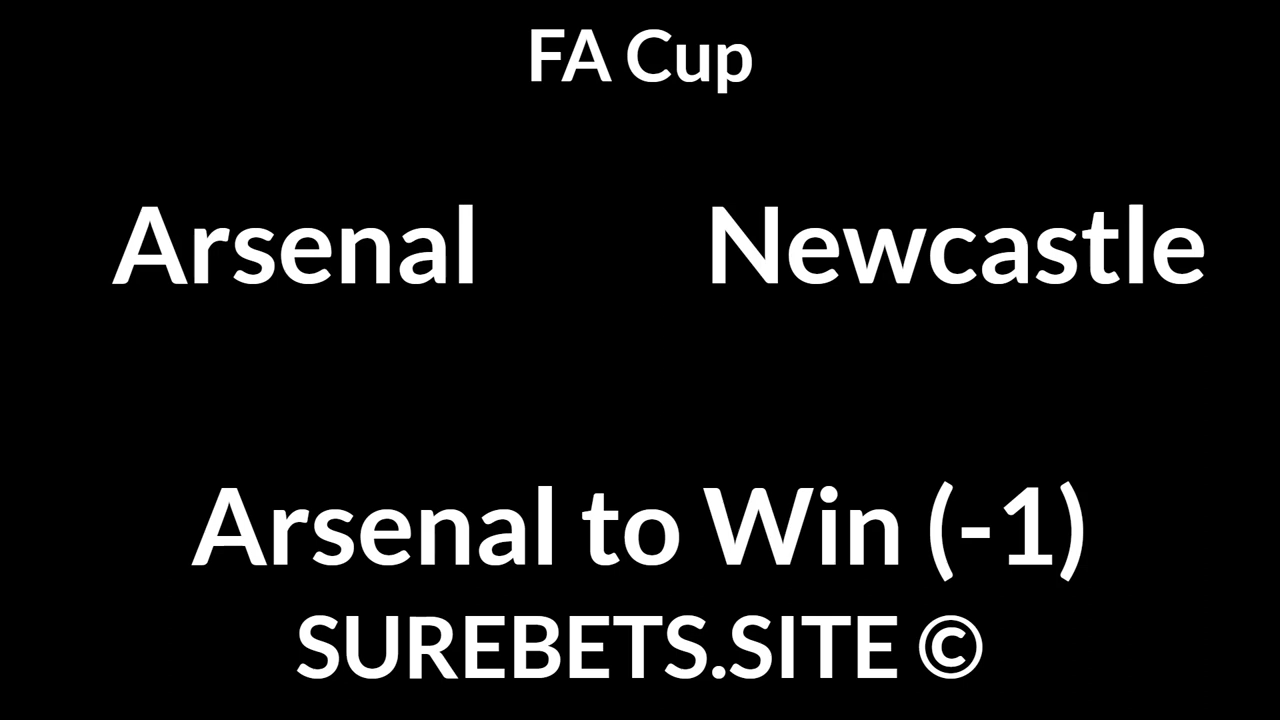 FA Cup
Arsenal Newcastle
Arsenal to Win (-1)
SUREBETS.SITE ©